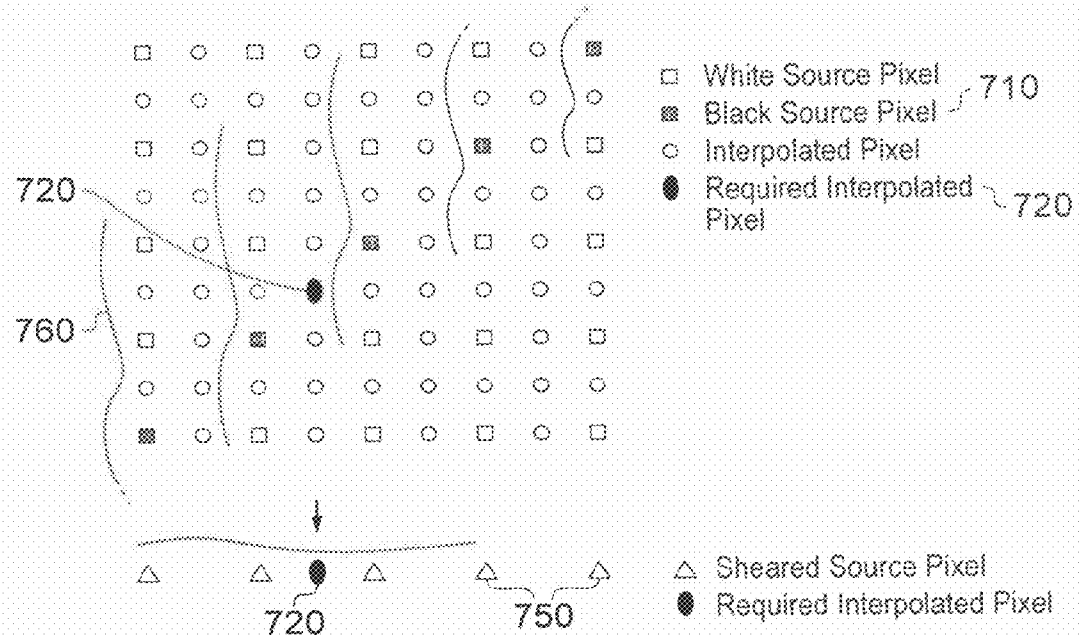 White Source Pixel
Black Source Pixel 710
Interpolated Pixel
Required Interpolated
Pixel 720
720
760
720
750
Sheared Source Pixel
Required Interpolated Pixel